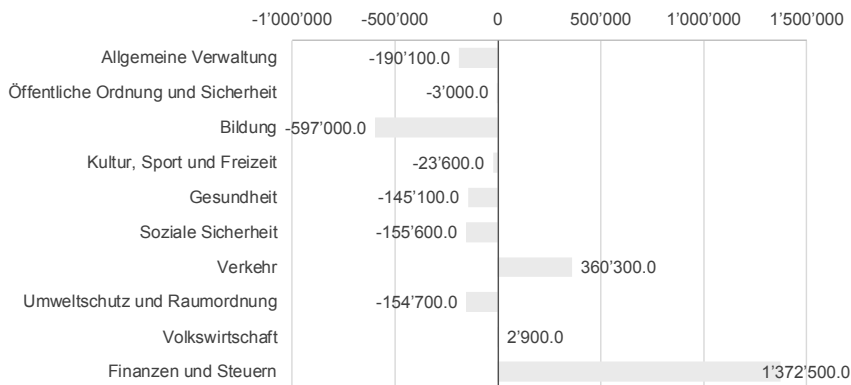 -1’000’000 -500’000 0 500’000 1’000’000 1’500’000
Allgemeine Verwaltung -190’100.0
Öffentliche Ordnung und Sicherheit -3’000.0
Bildung -597’000.0
Kultur, Sport und Freizeit -23’600.0
Gesundheit -145’100.0
Soziale Sicherheit -155’600.0
Verkehr 360’300.0
Umweltschutz und Raumordnung -154’700.0
Volkswirtschaft 2’900.0
Finanzen und Steuern 1’372’500.0